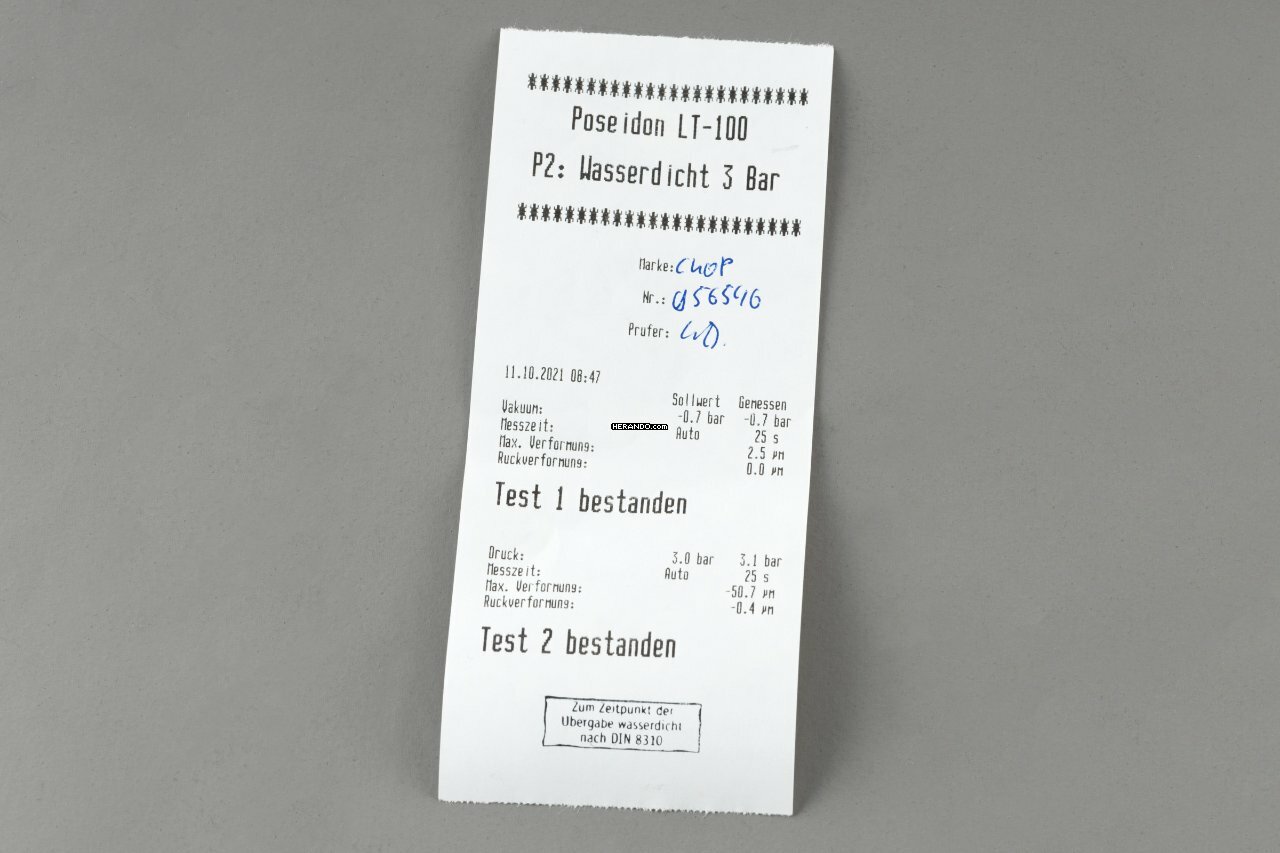 ************************
Poseidon LT-100
P2: Wasserdicht 3 Bar
************************
Marke: CHOP
Nr.: 956546
Prufer:
11.10.2021 08:47
Sollwert Gemessen
Vakuum: -0.7 bar -0.7 bar
Messzeit: Auto 25 s
Max. Verformung: 2.5 µm
Ruckverformung: 0.0 µm
HERANDO.com
Test 1 bestanden
Druck: 3.0 bar 3.1 bar
Messzeit: Auto 25 s
Max. Verformung: -50.7 µm
Ruckverformung: -0.4 µm
Test 2 bestanden
Zum Zeitpunkt der
Übergabe wasserdicht
nach DIN 8310